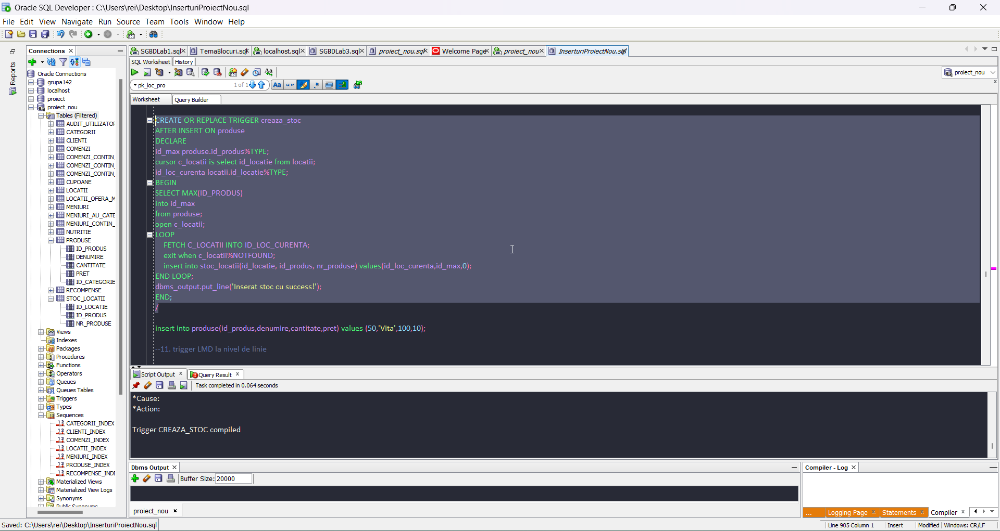 Oracle SQL Developer : C:\Users\rei\Desktop\InserturiProiectNou.sql
File Edit View Navigate Run Source Team Tools Window Help
Connections
SGBDLab1.sql
TemaBlocuri.sql
localhost.sql
SGBDLab3.sql
proiect_nou.sql
Welcome Page
proiect_nou
InserturiProiectNou.sql
Reports
SQL Worksheet History
proiect_nou
pk_loc_pro 1 of 1
Aa
Worksheet Query Builder
Oracle Connections
grupa142
localhost
proiect
proiect_nou
Tables (Filtered)
AUDIT_UTILIZATOR
CATEGORII
CLIENTI
COMENZI
COMENZI_CONTIN_
COMENZI_CONTIN_
COMENZI_CONTIN_
CUPOANE
LOCATII
LOCATII_OFERA_M
MENIURI
MENIURI_AU_CATE
MENIURI_CONTIN_
NUTRITIE
PRODUSE
ID_PRODUS
DENUMIRE
CANTITATE
PRET
ID_CATEGORIE
RECOMPENSE
STOC_LOCATII
ID_LOCATIE
ID_PRODUS
NR_PRODUSE
Views
Indexes
Packages
Procedures
Functions
Operators
Queues
Queues Tables
Triggers
Types
Sequences
CATEGORII_INDEX
CLIENTI_INDEX
COMENZI_INDEX
LOCATII_INDEX
MENIURI_INDEX
PRODUSE_INDEX
RECOMPENSE_INDE
Materialized Views
Materialized View Logs
Synonyms
Public Synonyms
CREATE OR REPLACE TRIGGER creaza_stoc
AFTER INSERT ON produse
DECLARE
id_max produse.id_produs%TYPE;
cursor c_locatii is select id_locatie from locatii;
id_loc_curenta locatii.id_locatie%TYPE;
BEGIN
SELECT MAX(ID_PRODUS)
into id_max
from produse;
open c_locatii;
LOOP
FETCH C_LOCATII INTO ID_LOC_CURENTA;
exit when c_locatii%NOTFOUND;
insert into stoc_locatii(id_locatie, id_produs, nr_produse) values(id_loc_curenta,id_max,0);
END LOOP;
dbms_output.put_line('Inserat stoc cu success!');
END;
/
insert into produse(id_produs,denumire,cantitate,pret) values (50,'Vita',100,10);
--11. trigger LMD la nivel de linie
Script Output
Query Result
Task completed in 0.064 seconds
*Cause:
*Action:
Trigger CREAZA_STOC compiled
Dbms Output
Buffer Size: 20000
proiect_nou
Compiler - Log
... Logging Page Statements Compiler
Saved: C:\Users\rei\Desktop\InserturiProiectNou.sql
Line 905 Column 1 Insert Modified Windows: CR/LF